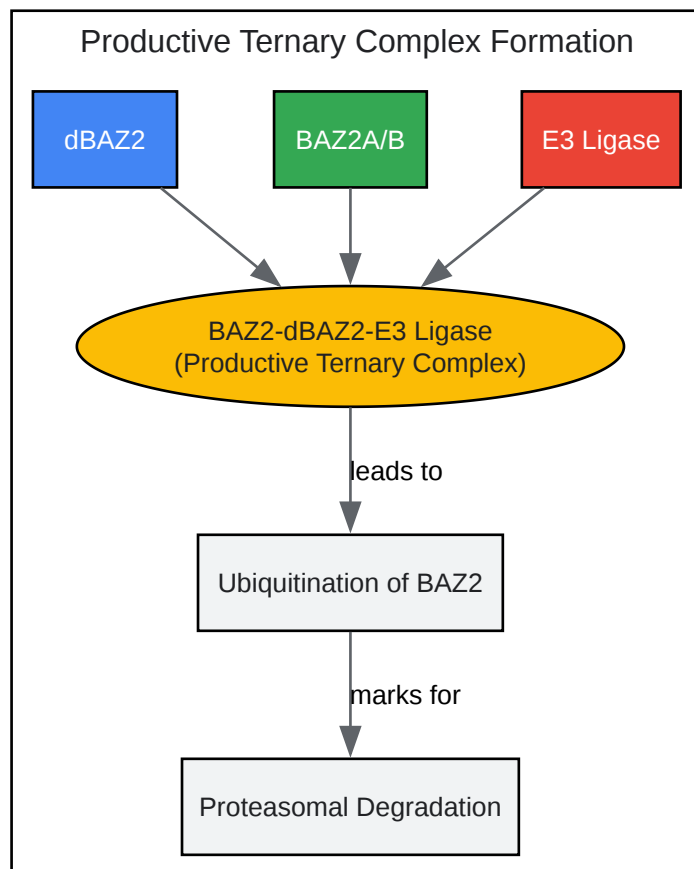 Productive Ternary Complex Formation
dBAZ2
BAZ2A/B
E3 Ligase
BAZ2-dBAZ2-E3 Ligase
(Productive Ternary Complex)
leads to
Ubiquitination of BAZ2
marks for
Proteasomal Degradation